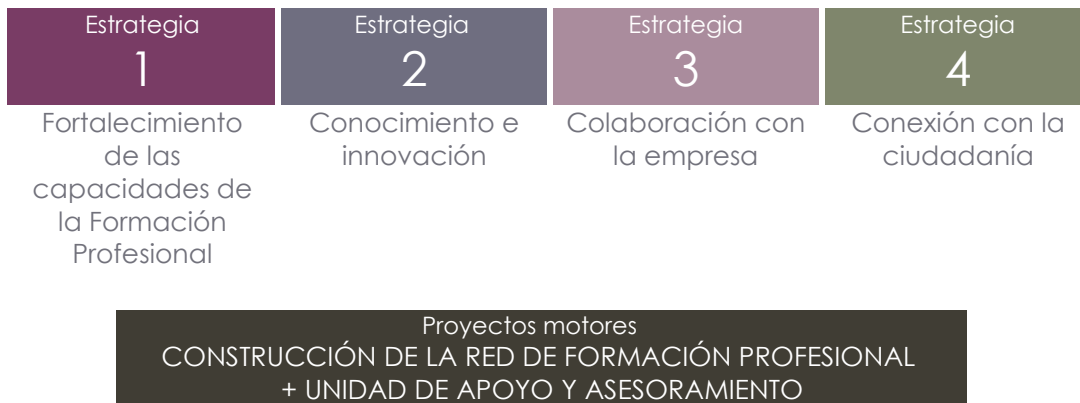 Estrategia
1
Estrategia
2
Estrategia
3
Estrategia
4
Fortalecimiento
de las
capacidades de
la Formación
Profesional
Conocimiento e
innovación
Colaboración con
la empresa
Conexión con la
ciudadanía
Proyectos motores
CONSTRUCCIÓN DE LA RED DE FORMACIÓN PROFESIONAL
+ UNIDAD DE APOYO Y ASESORAMIENTO